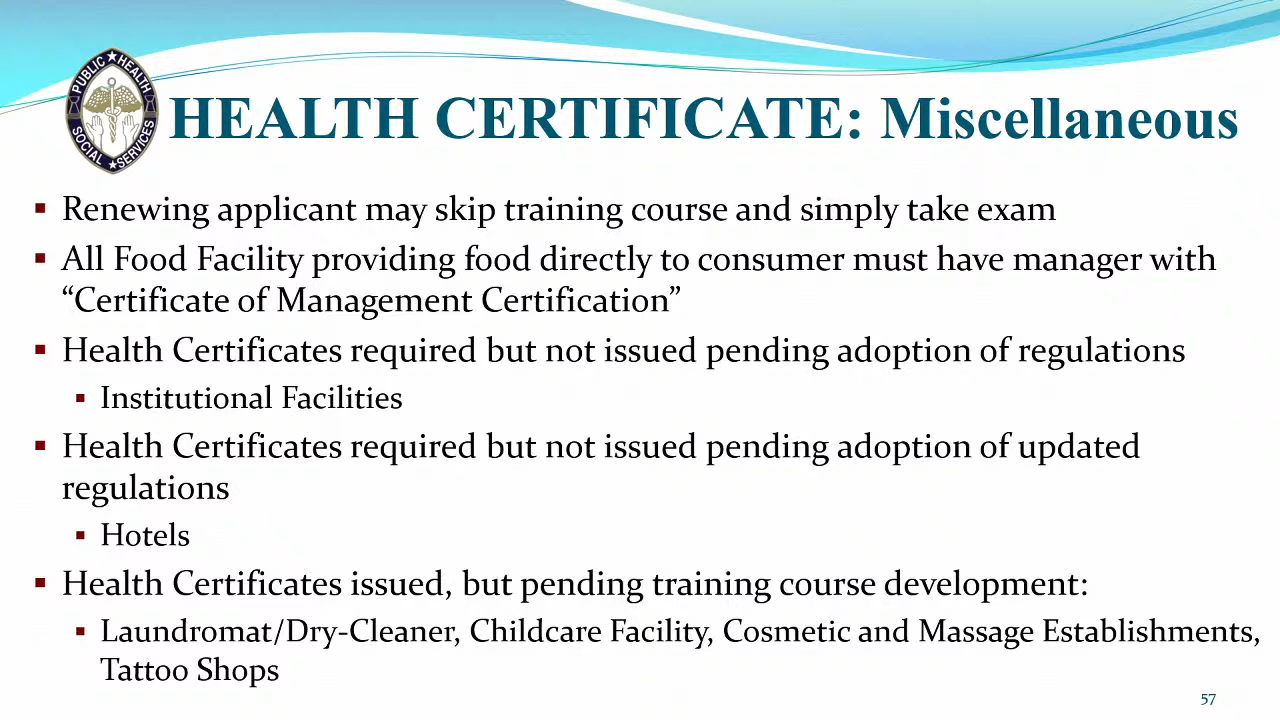 PUBLIC HEALTH
SOCIAL SERVICES
HEALTH CERTIFICATE: Miscellaneous
▪ Renewing applicant may skip training course and simply take exam
▪ All Food Facility providing food directly to consumer must have manager with
“Certificate of Management Certification”
▪ Health Certificates required but not issued pending adoption of regulations
▪ Institutional Facilities
▪ Health Certificates required but not issued pending adoption of updated
regulations
▪ Hotels
▪ Health Certificates issued, but pending training course development:
▪ Laundromat/Dry-Cleaner, Childcare Facility, Cosmetic and Massage Establishments,
Tattoo Shops
57